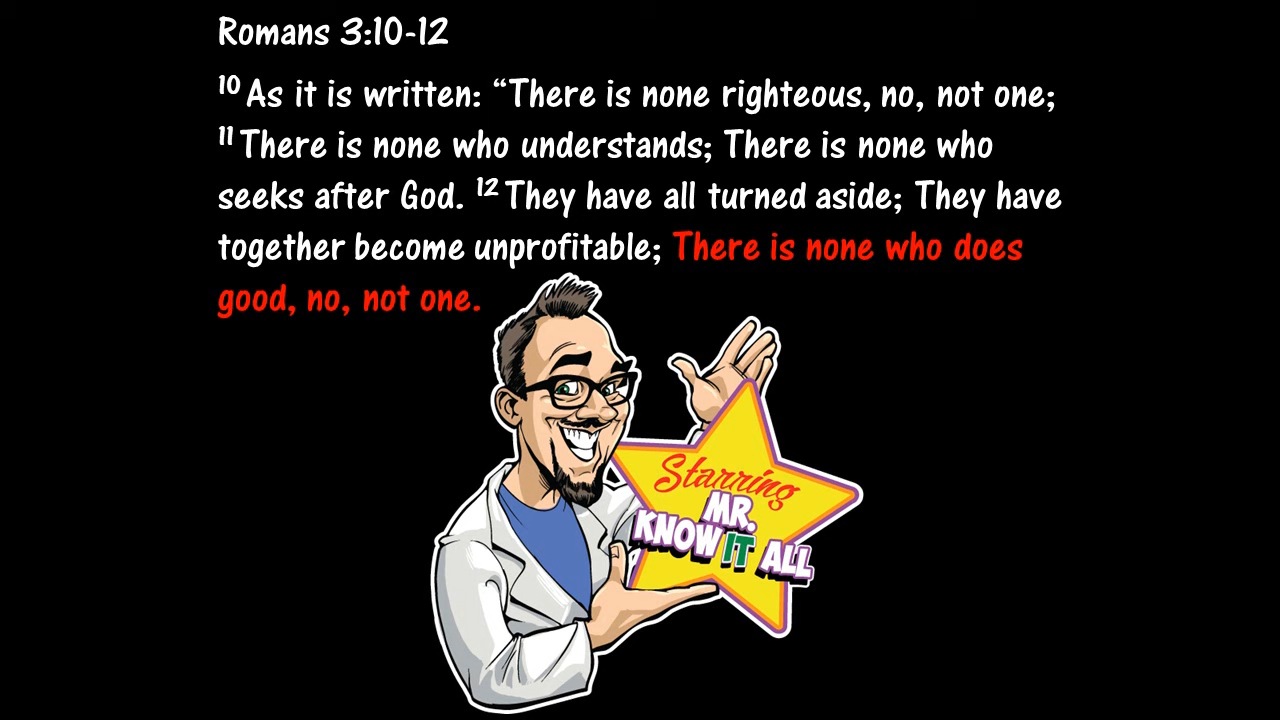 Romans 3:10-12
10 As it is written: “There is none righteous, no, not one;
11 There is none who understands; There is none who
seeks after God. 12 They have all turned aside; They have
together become unprofitable; There is none who does
good, no, not one.
Starring
MR.
KNOW IT ALL